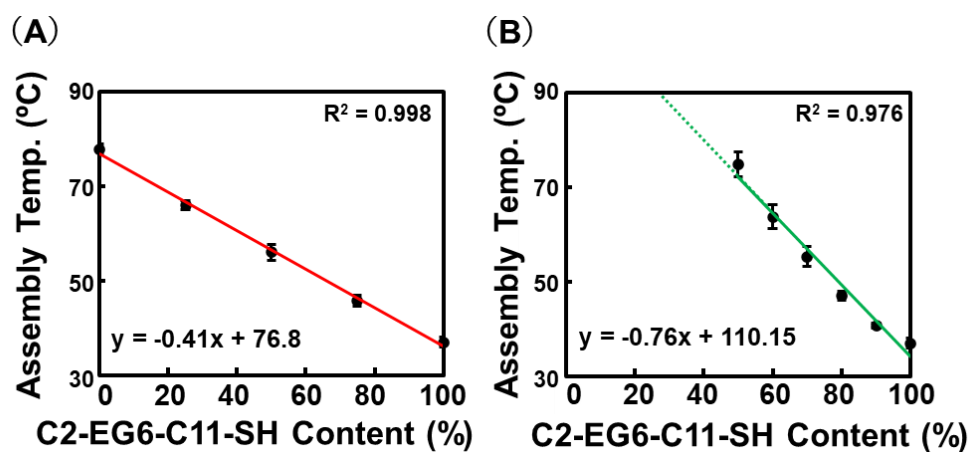 (A)
Assembly Temp. (ºC)
90
70
50
30
R² = 0.998
y = -0.41x + 76.8
0 20 40 60 80 100
C2-EG6-C11-SH Content (%)
(B)
Assembly Temp. (ºC)
90
70
50
30
R² = 0.976
y = -0.76x + 110.15
0 20 40 60 80 100
C2-EG6-C11-SH Content (%)